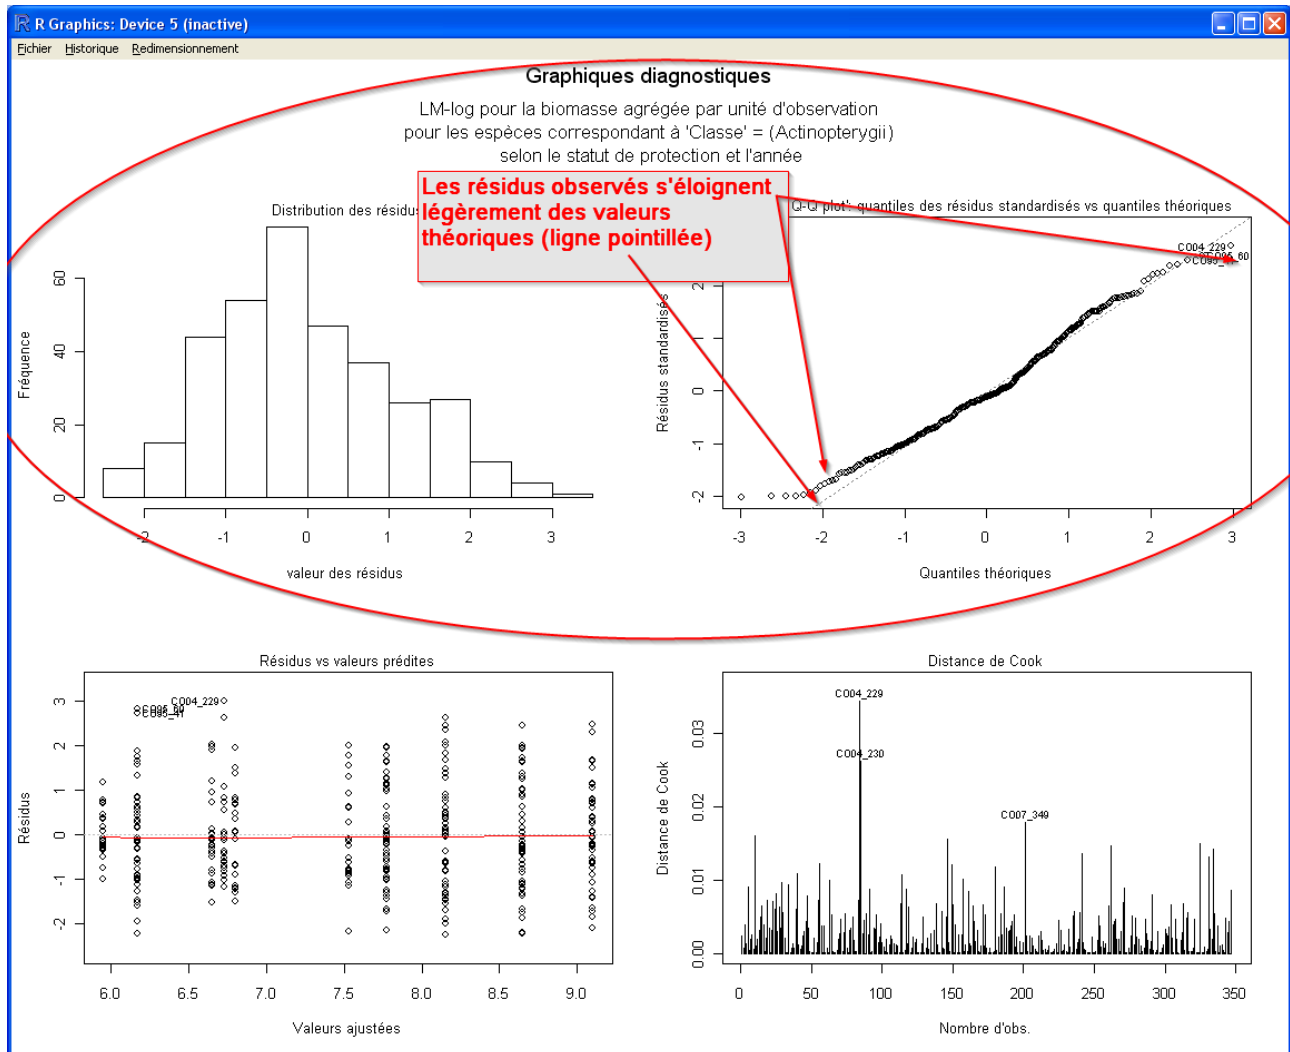 R Graphics: Device 5 (inactive)
Fichier Historique Redimensionnement
Graphiques diagnostiques
LM-log pour la biomasse agrégée par unité d'observation
pour les espèces correspondant à 'Classe' = (Actinopterygii)
selon le statut de protection et l'année
Les résidus observés s'éloignent
légèrement des valeurs
théoriques (ligne pointillée)
Distribution des résidus
Fréquence
0 20 40 60
-2 -1 0 1 2 3
valeur des résidus
Q-Q plot': quantiles des résidus standardisés vs quantiles théoriques
CO04_229
Résidus standardisés
-2 -1 0 1 2
-3 -2 -1 0 1 2 3
Quantiles théoriques
Résidus vs valeurs prédites
CO04_229
CO95_60
CO95_41
Résidus
-2 -1 0 1 2 3
6.0 6.5 7.0 7.5 8.0 8.5 9.0
Valeurs ajustées
Distance de Cook
CO04_229
CO04_230
CO07_349
Distance de Cook
0.00 0.01 0.02 0.03
0 50 100 150 200 250 300 350
Nombre d'obs.